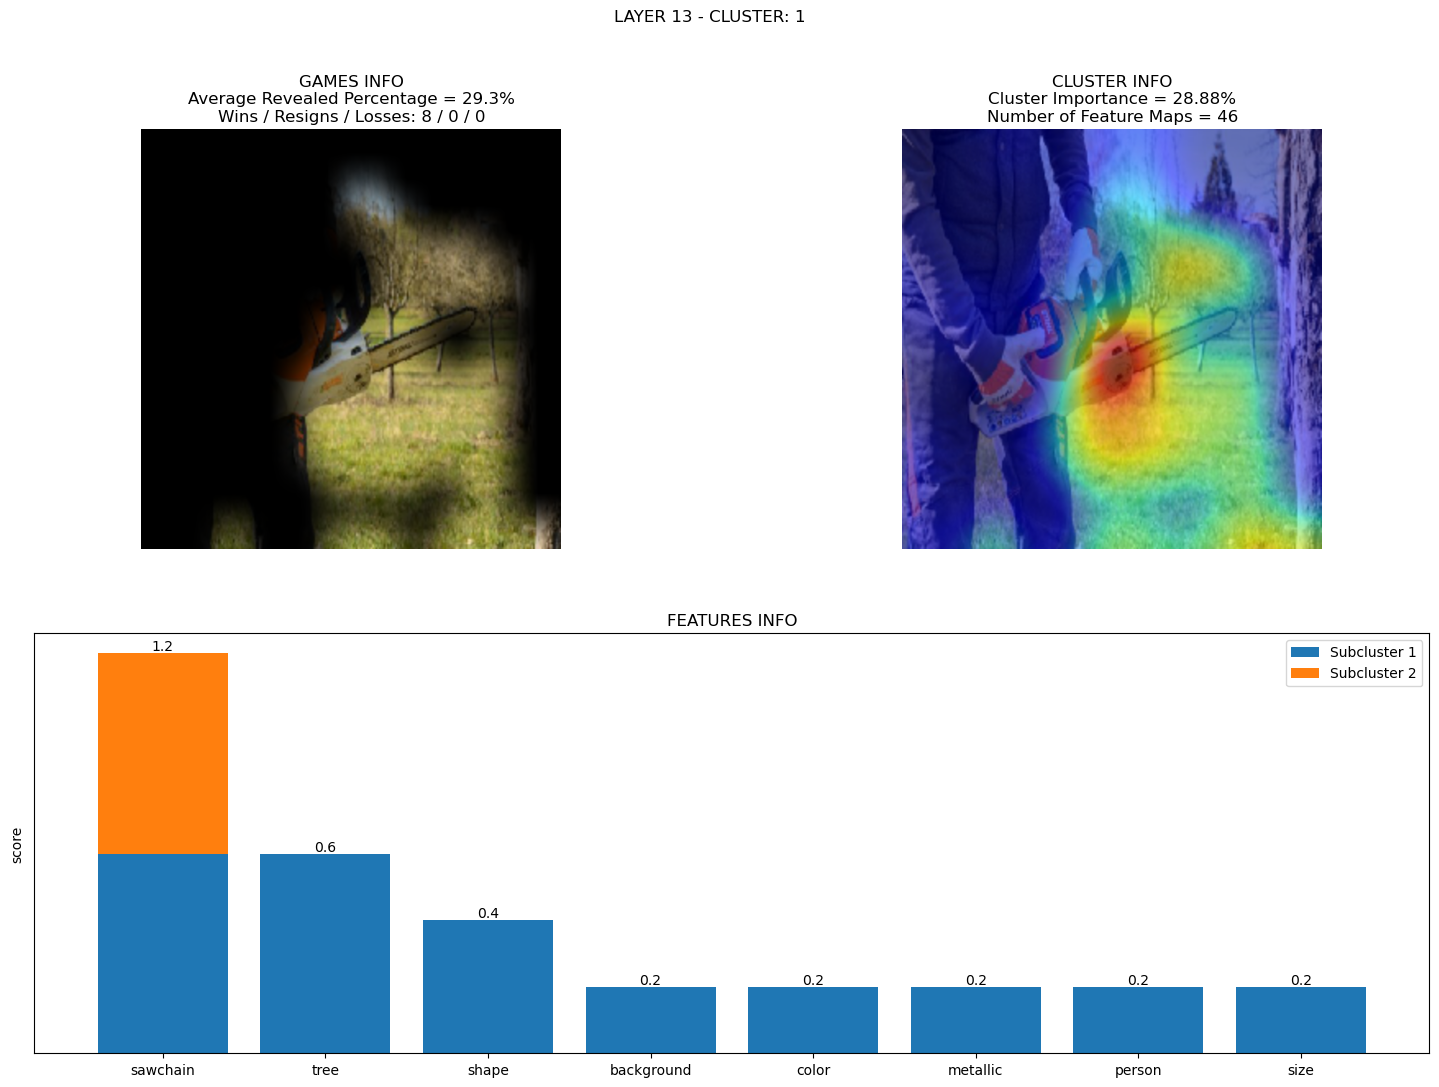 LAYER 13 - CLUSTER: 1
GAMES INFO
Average Revealed Percentage = 29.3%
Wins / Resigns / Losses: 8 / 0 / 0
CLUSTER INFO
Cluster Importance = 28.88%
Number of Feature Maps = 46
FEATURES INFO
score
1.2
0.6
0.4
0.2
0.2
0.2
0.2
0.2
Subcluster 1
Subcluster 2
sawchain
tree
shape
background
color
metallic
person
size